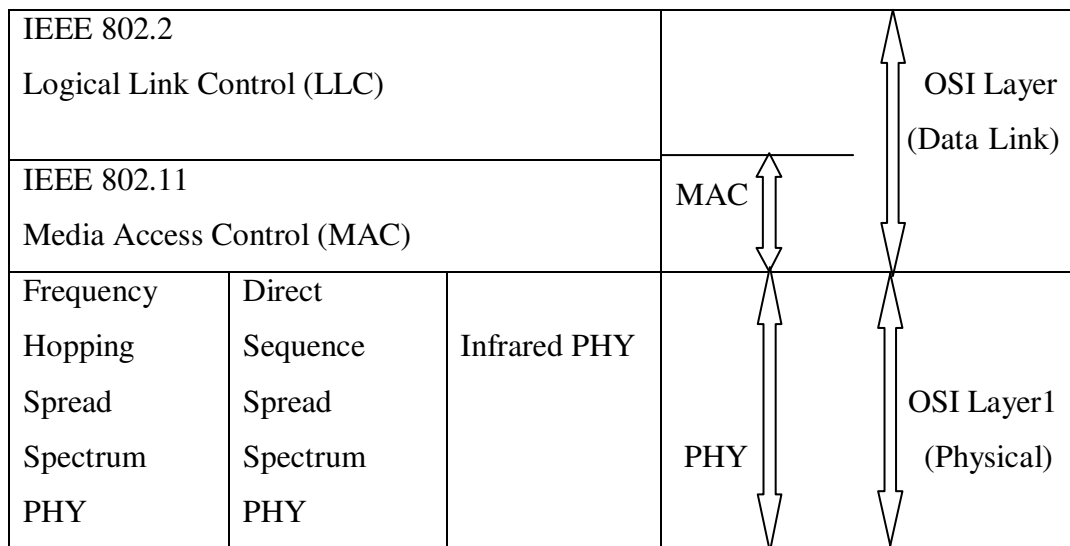 IEEE 802.2
Logical Link Control (LLC)
OSI Layer
(Data Link)
IEEE 802.11
Media Access Control (MAC)
MAC
Frequency
Hopping
Spread
Spectrum
PHY
Direct
Sequence
Spread
Spectrum
PHY
Infrared PHY
PHY
OSI Layer1
(Physical)